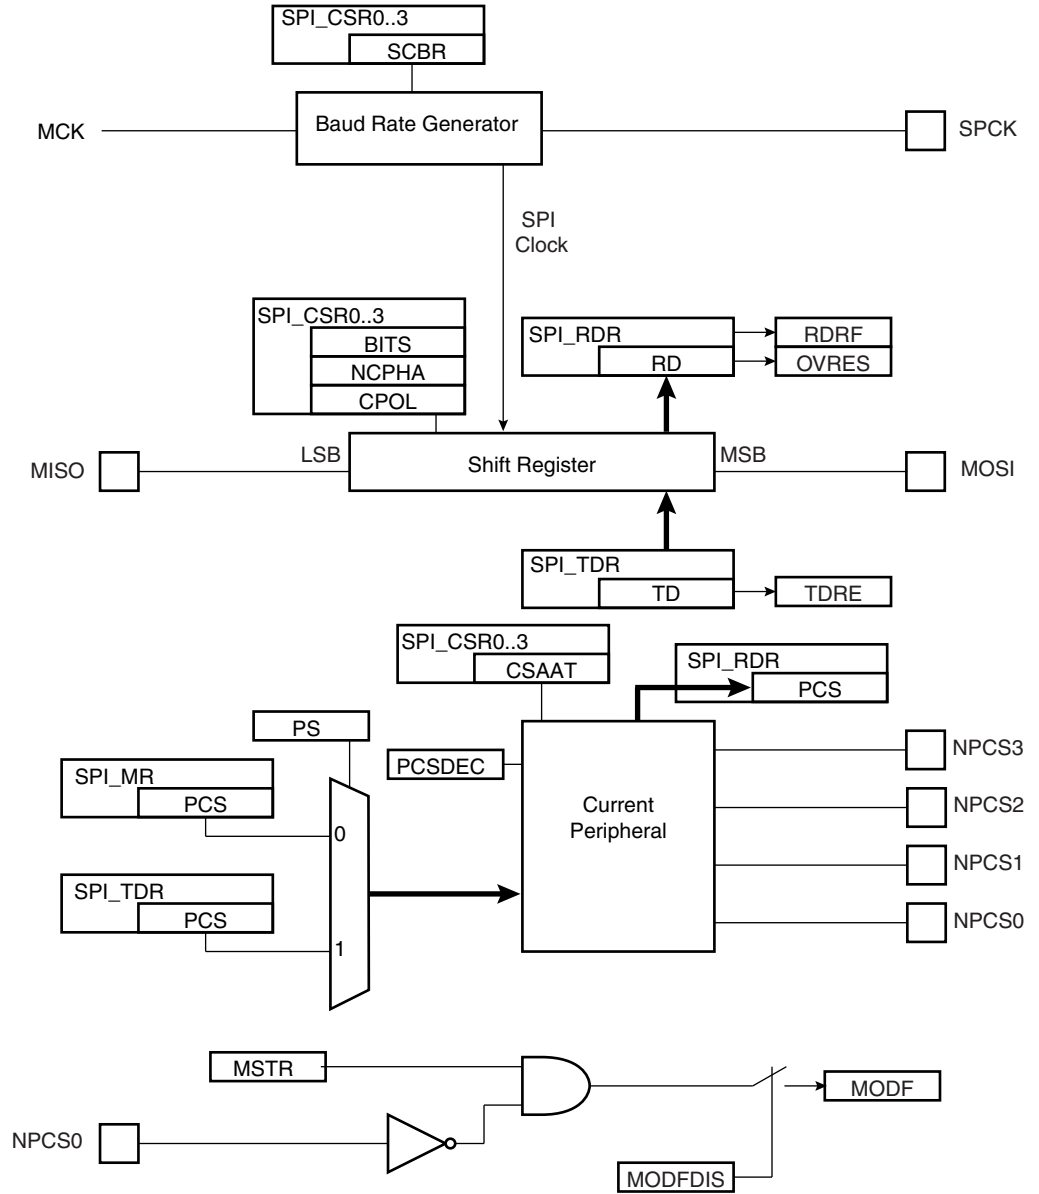 SPI_CSR0..3
SCBR
MCK
Baud Rate Generator
SPCK
SPI
Clock
SPI_CSR0..3
BITS
NCPHA
CPOL
SPI_RDR
RD
RDRF
OVRES
MISO
LSB
Shift Register
MSB
MOSI
SPI_TDR
TD
TDRE
SPI_CSR0..3
CSAAT
SPI_RDR
PCS
PS
PCSDEC
SPI_MR
PCS
0
Current
Peripheral
NPCS3
NPCS2
NPCS1
NPCS0
SPI_TDR
PCS
1
MSTR
MODF
NPCS0
MODFDIS